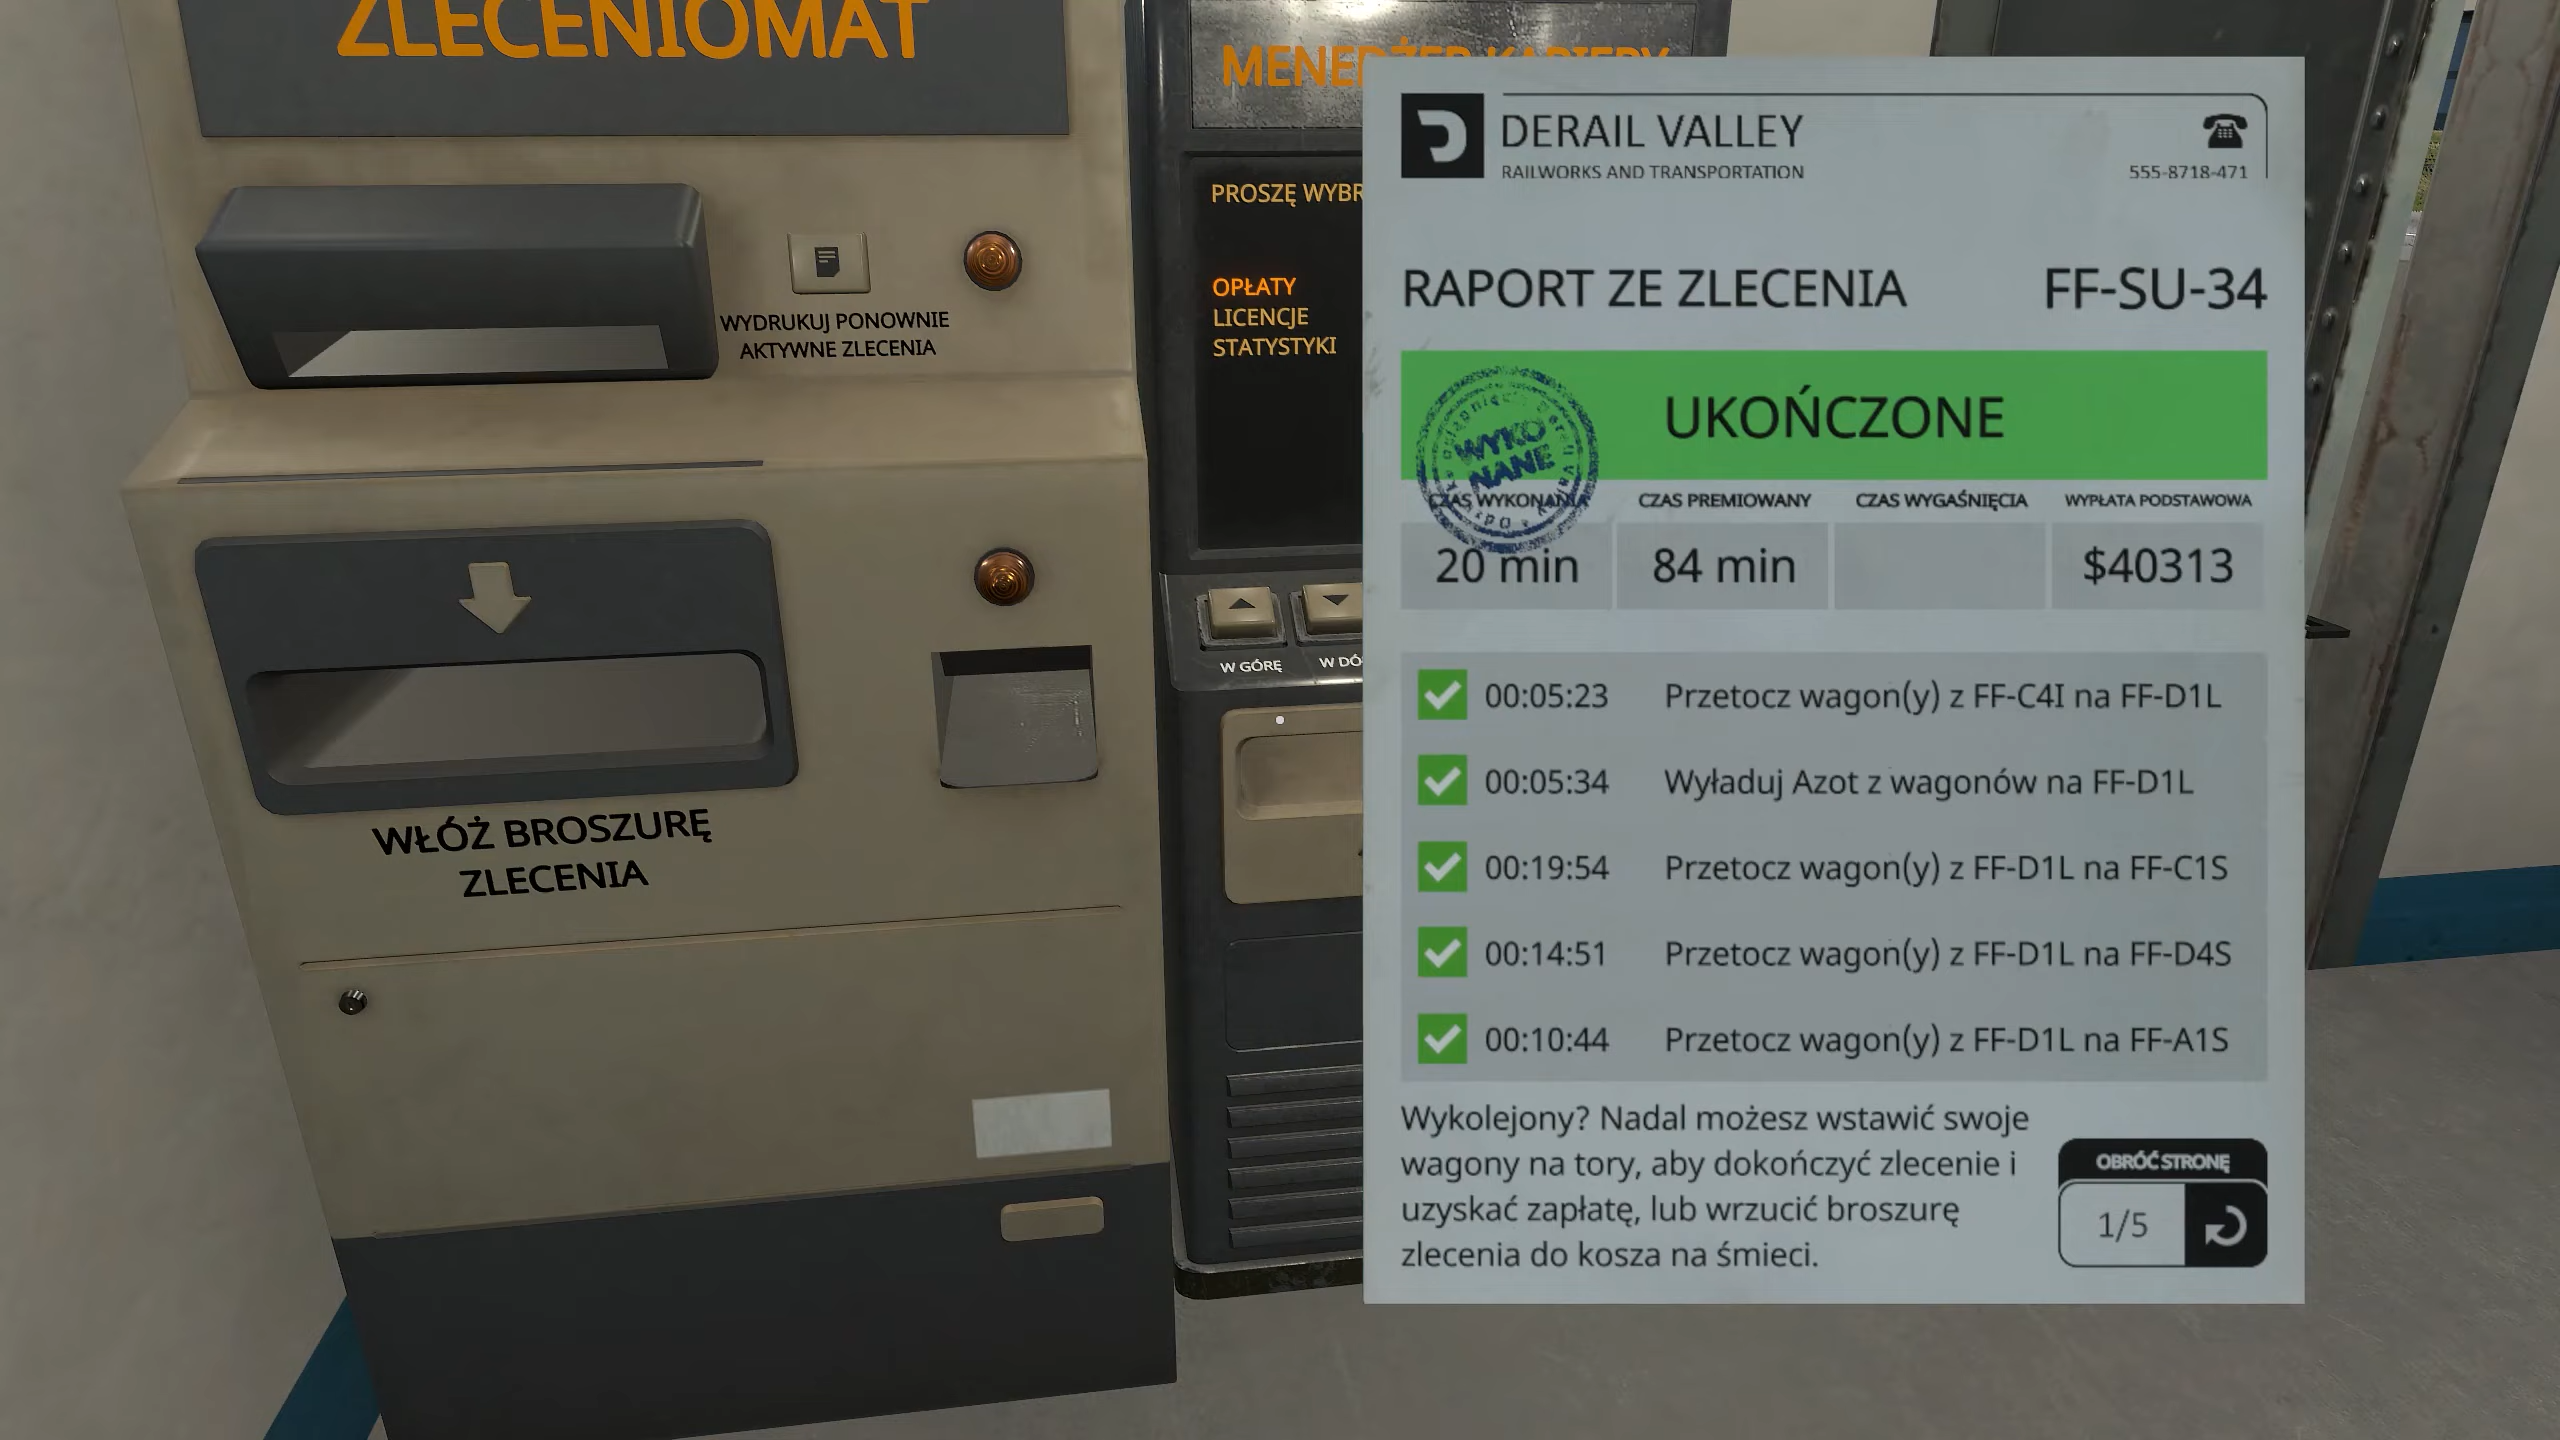 ZLECENIOMAT
WYDRUKUJ PONOWNIE
AKTYWNE ZLECENIA
WŁÓŻ BROSZURĘ
ZLECENIA
MENEDŻER KARIERY
PROSZĘ WYBR
OPŁATY
LICENCJE
STATYSTYKI
W GÓRĘ
W DÓ
DERAIL VALLEY
RAILWORKS AND TRANSPORTATION
555-8718-471
RAPORT ZE ZLECENIA FF-SU-34
UKOŃCZONE
WYKO
NANE
CZAS WYKONANIA CZAS PREMIOWANY CZAS WYGAŚNIĘCIA WYPŁATA PODSTAWOWA
20 min 84 min $40313
00:05:23 Przetocz wagon(y) z FF-C4I na FF-D1L
00:05:34 Wyładuj Azot z wagonów na FF-D1L
00:19:54 Przetocz wagon(y) z FF-D1L na FF-C1S
00:14:51 Przetocz wagon(y) z FF-D1L na FF-D4S
00:10:44 Przetocz wagon(y) z FF-D1L na FF-A1S
Wykolejony? Nadal możesz wstawić swoje
wagony na tory, aby dokończyć zlecenie i
uzyskać zapłatę, lub wrzucić broszurę
zlecenia do kosza na śmieci.
OBRÓĆ STRONĘ
1/5